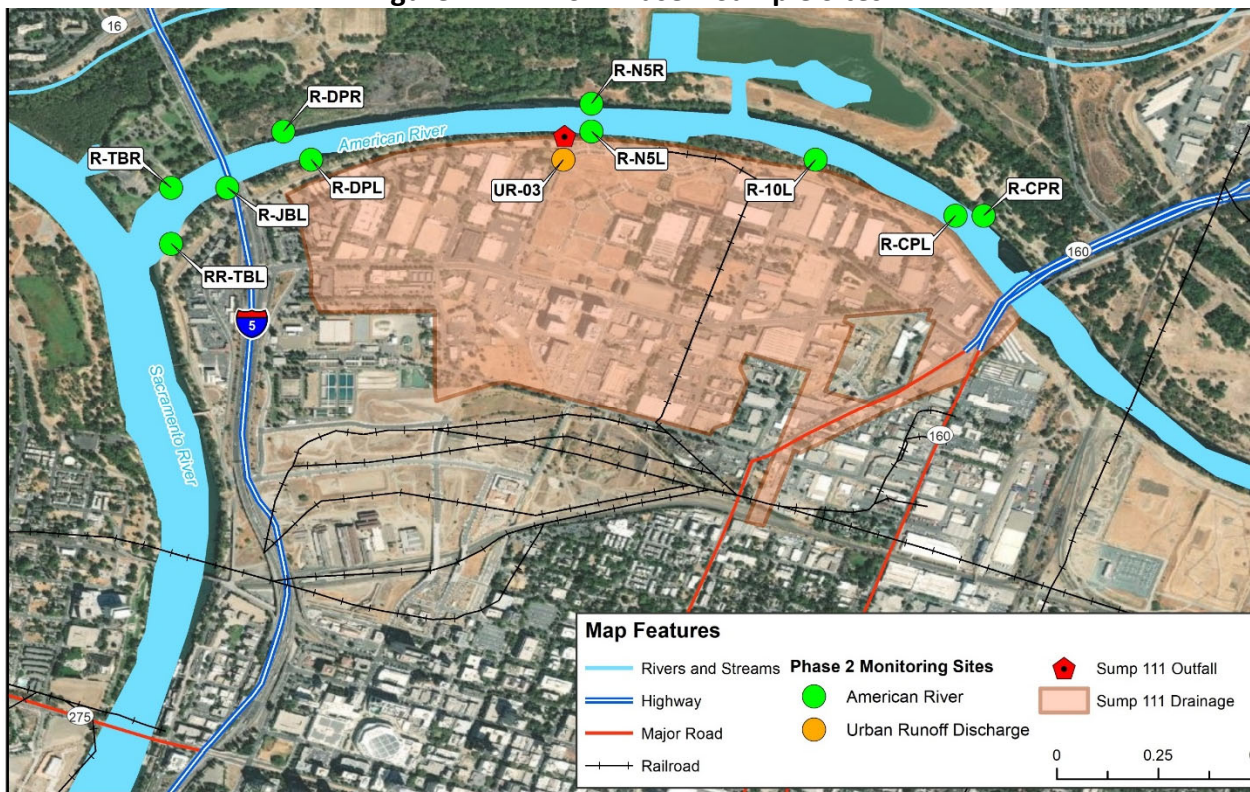 16
R-N5R
R-DPR
American River
R-TBR
R-N5L
R-DPL
UR-03
R-10L
R-JBL
R-CPR
R-CPL
RR-TBL
160
5
Sacramento River
160
275
Map Features
Rivers and Streams
Highway
Major Road
Railroad
Phase 2 Monitoring Sites
American River
Urban Runoff Discharge
Sump 111 Outfall
Sump 111 Drainage
0 0.25